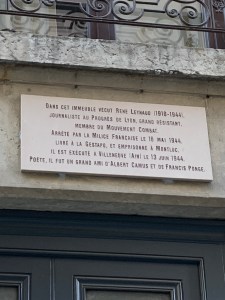 Dans cet immeuble vécut René Leynaud (1910-1944),
journaliste au Progrès de Lyon, grand résistant,
membre du Mouvement Combat.
Arrêté par la Milice Française le 16 mai 1944,
livré à la Gestapo, et emprisonné à Montluc,
il est exécuté à Villeneuve (Ain) le 13 juin 1944.
Poète, il fut un grand ami d'Albert Camus et de Francis Ponge.